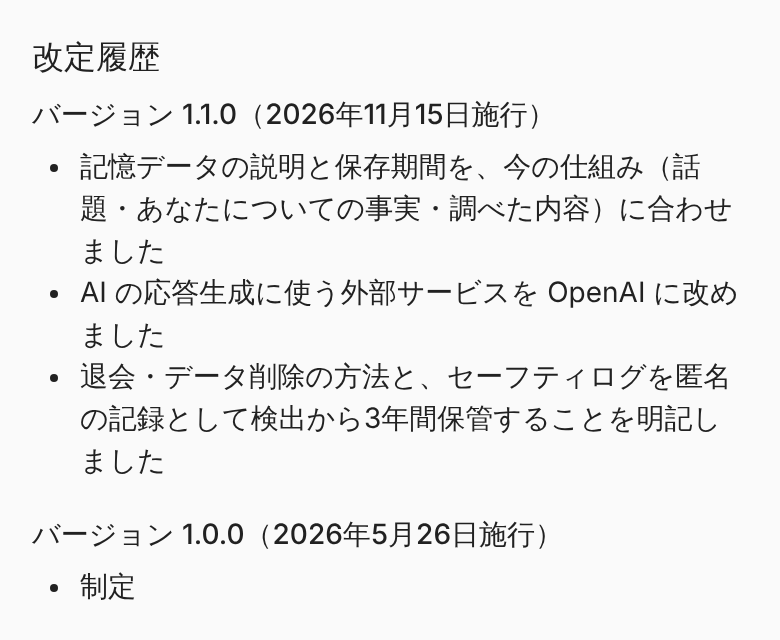 改定履歴
バージョン 1.1.0（2026年11月15日施行）
• 記憶データの説明と保存期間を、今の仕組み（話
題・あなたについての事実・調べた内容）に合わせ
ました
• AI の応答生成に使う外部サービスを OpenAI に改め
ました
• 退会・データ削除の方法と、セーフティログを匿名
の記録として検出から3年間保管することを明記し
ました
バージョン 1.0.0（2026年5月26日施行）
• 制定